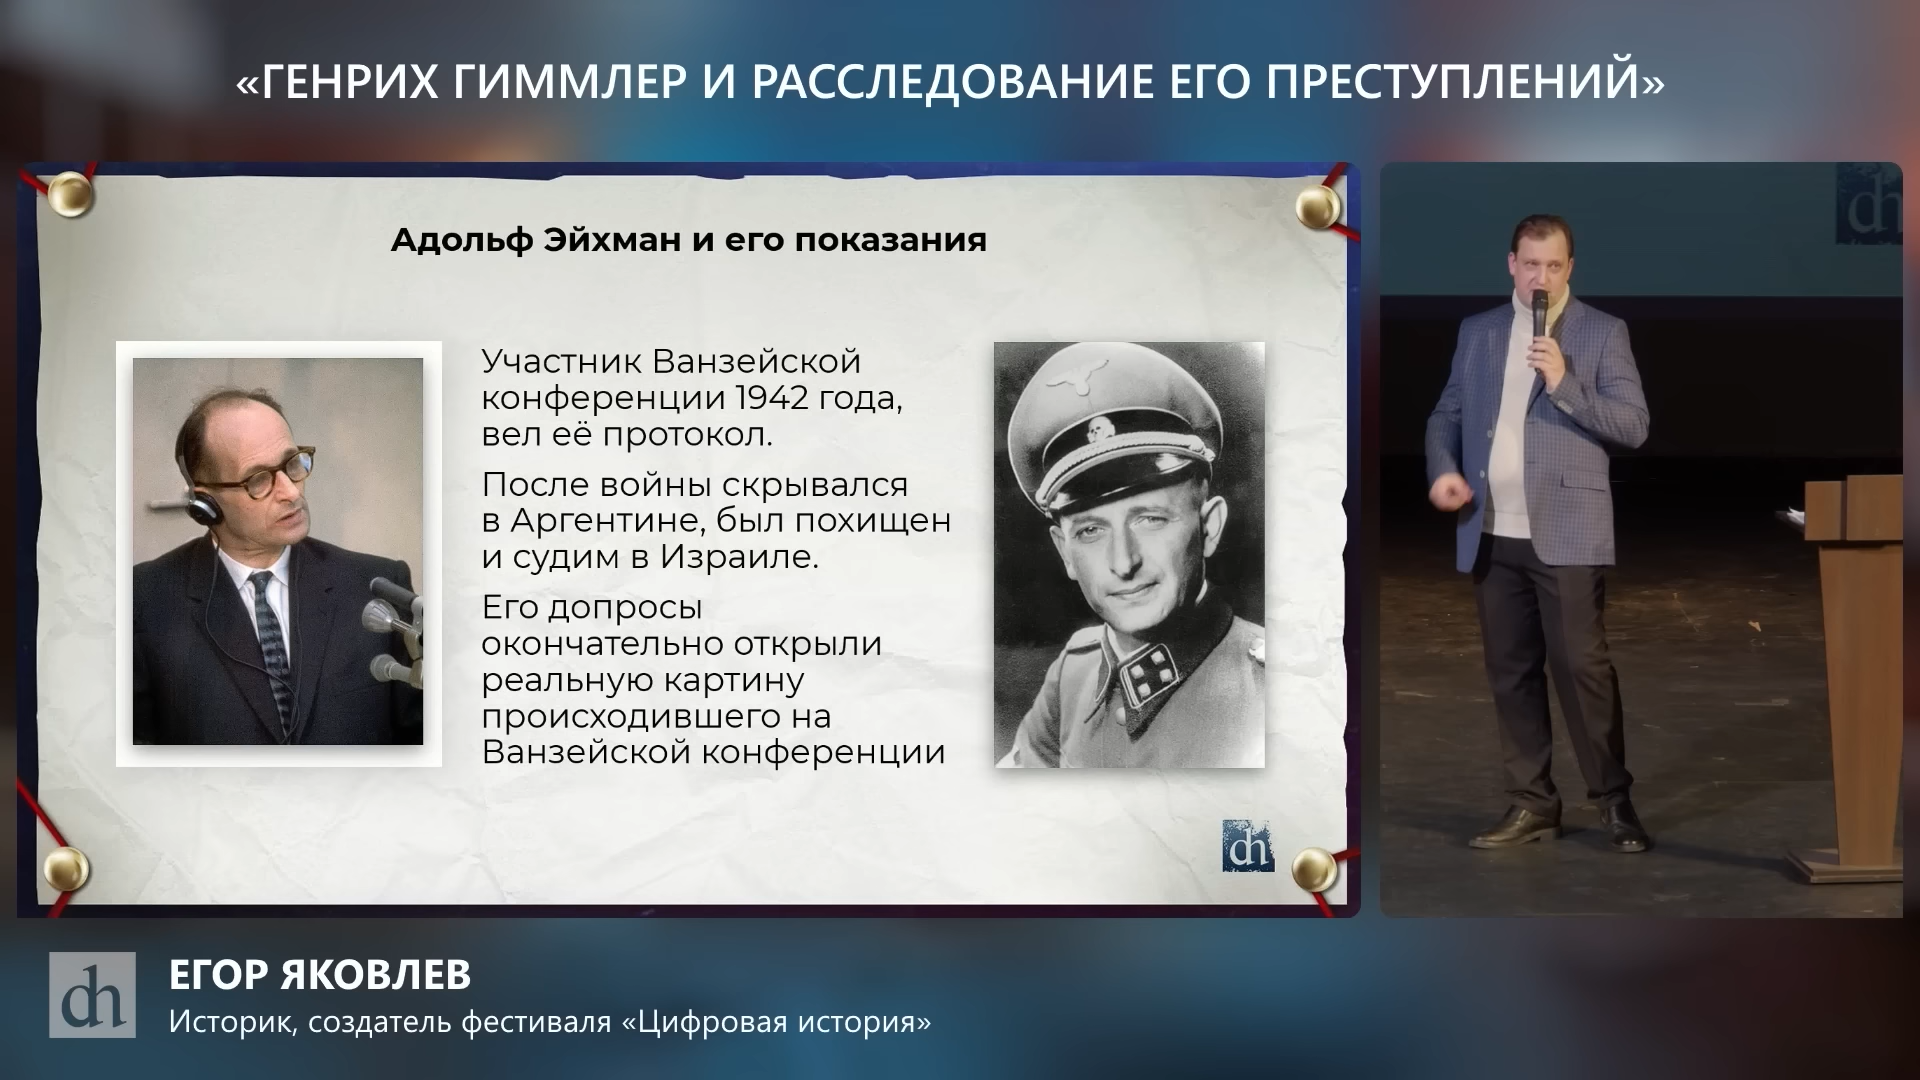 «ГЕНРИХ ГИММЛЕР И РАССЛЕДОВАНИЕ ЕГО ПРЕСТУПЛЕНИЙ»
Адольф Эйхман и его показания
Участник Ванзейской
конференции 1942 года,
вел её протокол.
После войны скрывался
в Аргентине, был похищен
и судим в Израиле.
Его допросы
окончательно открыли
реальную картину
происходившего на
Ванзейской конференции
dh
dh
dh
ЕГОР ЯКОВЛЕВ
Историк, создатель фестиваля «Цифровая история»